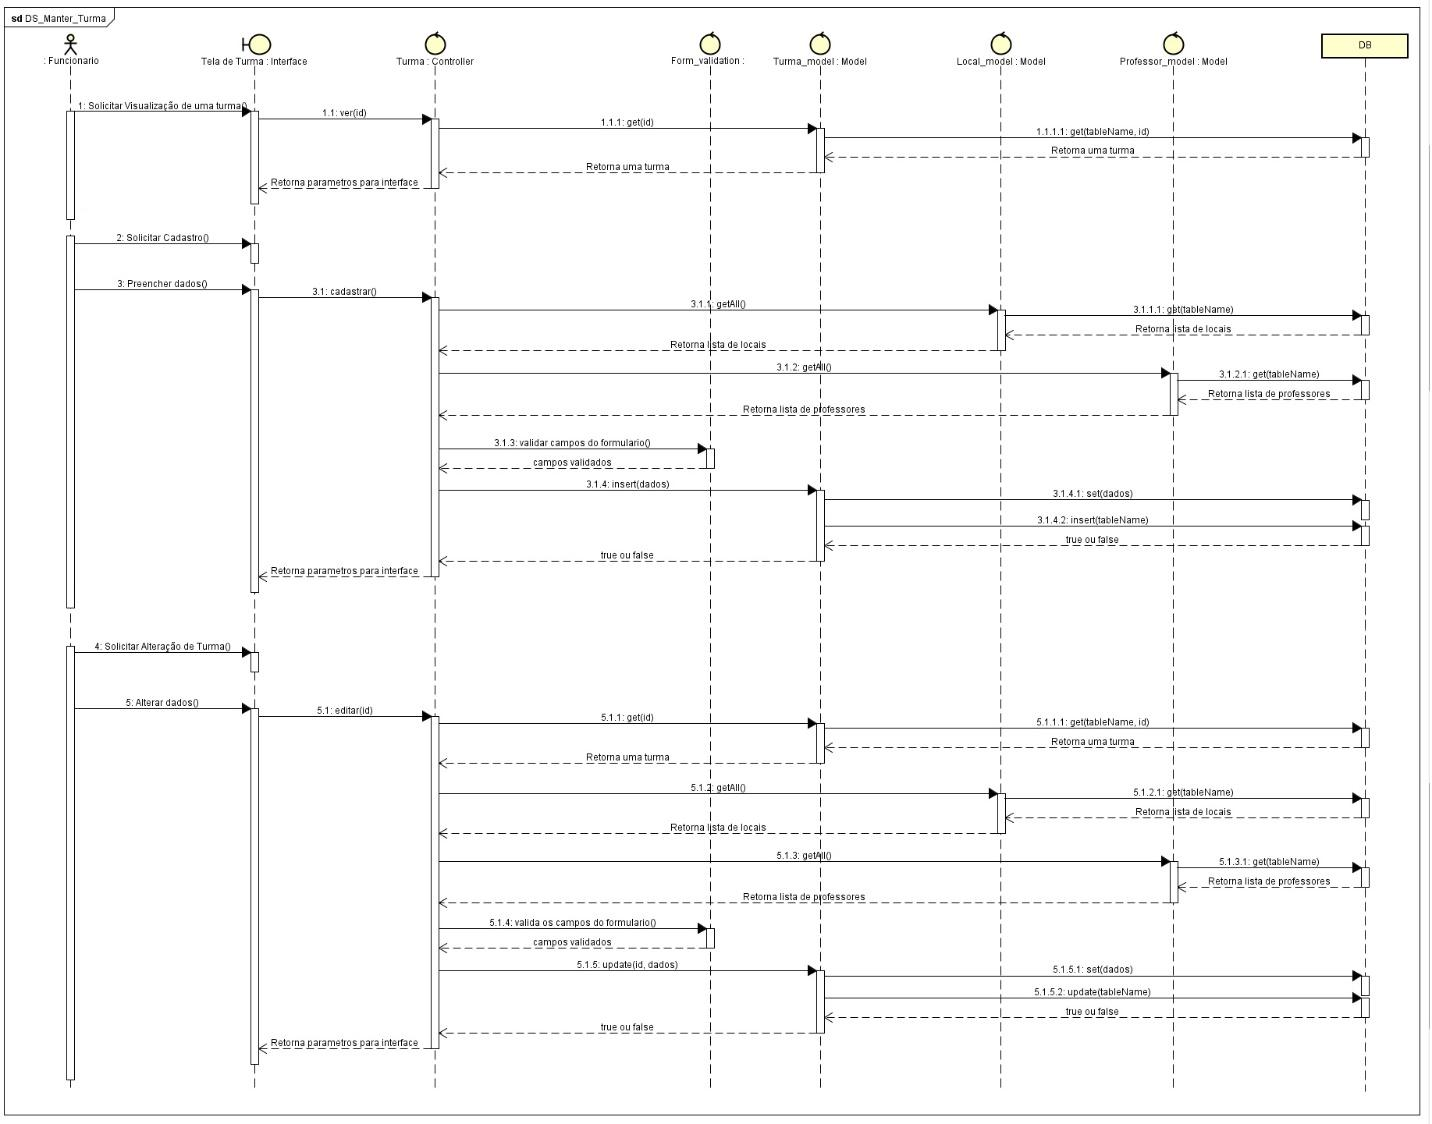 sd DS_Manter_Turma
: Funcionario
Tela de Turma : Interface
Turma : Controller
Form_validation :
Turma_model : Model
Local_model : Model
Professor_model : Model
DB
1: Solicitar Visualização de uma turma()
1.1: ver(id)
1.1.1: get(id)
1.1.1.1: get(tableName, id)
Retorna uma turma
Retorna uma turma
Retorna parametros para interface
2: Solicitar Cadastro()
3: Preencher dados()
3.1: cadastrar()
3.1.1: getAll()
3.1.1.1: get(tableName)
Retorna lista de locais
Retorna lista de locais
3.1.2: getAll()
3.1.2.1: get(tableName)
Retorna lista de professores
Retorna lista de professores
3.1.3: validar campos do formulario()
campos validados
3.1.4: insert(dados)
3.1.4.1: set(dados)
3.1.4.2: insert(tableName)
true ou false
true ou false
Retorna parametros para interface
4: Solicitar Alteração de Turma()
5: Alterar dados()
5.1: editar(id)
5.1.1: get(id)
5.1.1.1: get(tableName, id)
Retorna uma turma
Retorna uma turma
5.1.2: getAll()
5.1.2.1: get(tableName)
Retorna lista de locais
Retorna lista de locais
5.1.3: getAll()
5.1.3.1: get(tableName)
Retorna lista de professores
Retorna lista de professores
5.1.4: valida os campos do formulario()
campos validados
5.1.5: update(id, dados)
5.1.5.1: set(dados)
5.1.5.2: update(tableName)
true ou false
true ou false
Retorna parametros para interface